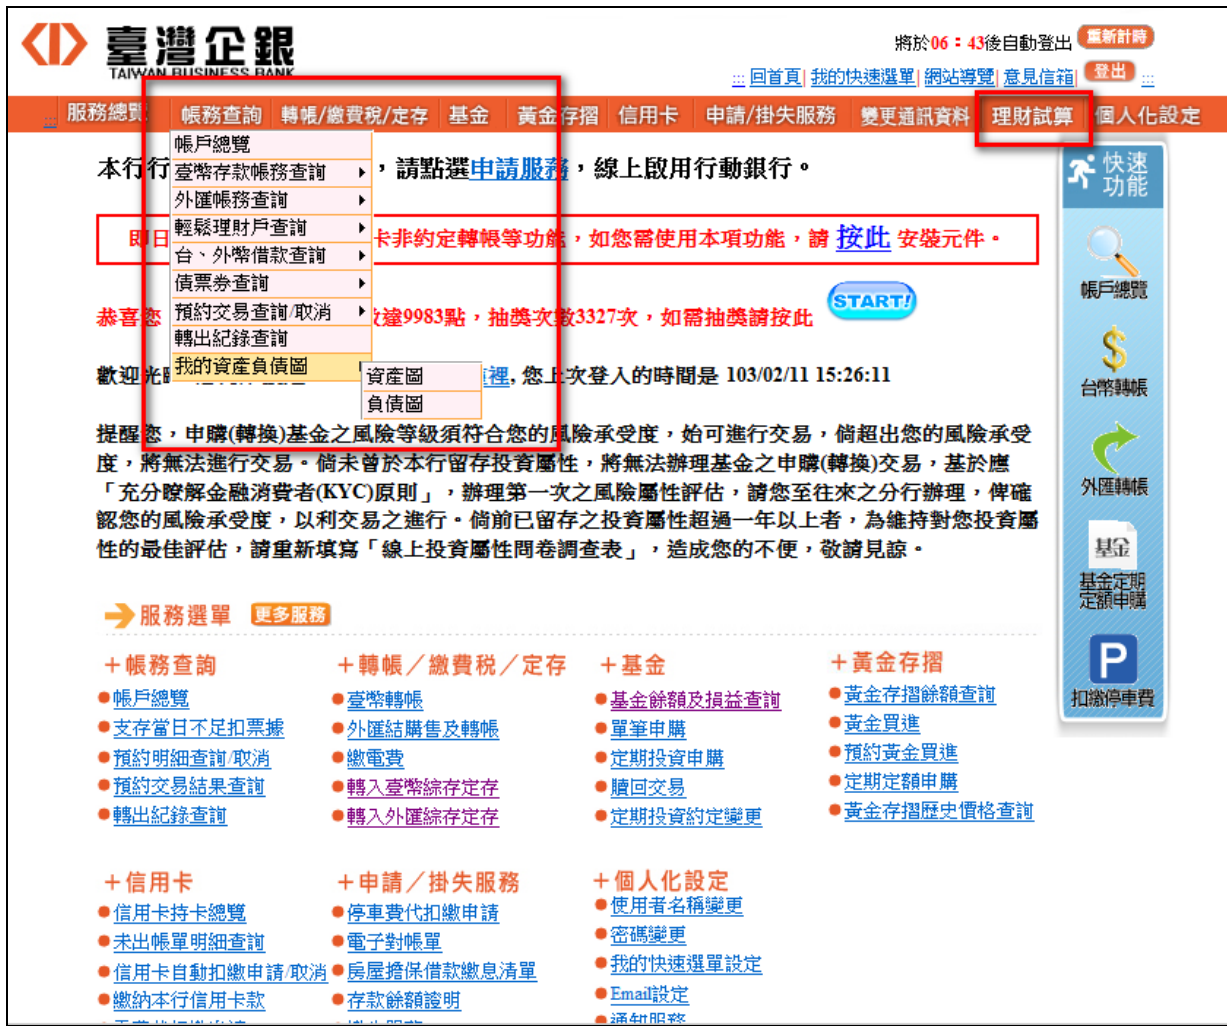 臺灣企銀
TAIWAN BUSINESS BANK
將於06：43後自動登出 重新計時
::: 回首頁| 我的快速選單| 網站導覽| 意見信箱| 登出 :::
::: 服務總覽 帳務查詢 轉帳/繳費稅/定存 基金 黃金存摺 信用卡 申請/掛失服務 變更通訊資料 理財試算 個人化設定
帳戶總覽
臺幣存款帳務查詢
外匯帳務查詢
輕鬆理財戶查詢
台、外幣借款查詢
債票券查詢
預約交易查詢/取消
轉出紀錄查詢
我的資產負債圖
資產圖
負債圖
本行行，請點選申請服務，線上啟用行動銀行。
即日卡非約定轉帳等功能，如您需使用本項功能，請 按此 安裝元件。
恭喜您 數達9983點，抽獎次數3327次，如需抽獎請按此 START!
歡迎光 裡, 您上次登入的時間是 103/02/11 15:26:11
提醒您，申購(轉換)基金之風險等級須符合您的風險承受度，始可進行交易，倘超出您的風險承受
度，將無法進行交易。倘未曾於本行留存投資屬性，將無法辦理基金之申購(轉換)交易，基於應
「充分瞭解金融消費者(KYC)原則」，辦理第一次之風險屬性評估，請您至往來之分行辦理，俾確
認您的風險承受度，以利交易之進行。倘前已留存之投資屬性超過一年以上者，為維持對您投資屬
性的最佳評估，請重新填寫「線上投資屬性問卷調查表」，造成您的不便，敬請見諒。
快速
功能
帳戶總覽
台幣轉帳
外匯轉帳
基金
基金定期
定額申購
P
扣繳停車費
服務選單 更多服務
＋帳務查詢
帳戶總覽
支存當日不足扣票據
預約明細查詢/取消
預約交易結果查詢
轉出紀錄查詢
＋轉帳／繳費稅／定存
臺幣轉帳
外匯結購售及轉帳
繳電費
轉入臺幣綜存定存
轉入外匯綜存定存
＋基金
基金餘額及損益查詢
單筆申購
定期投資申購
贖回交易
定期投資約定變更
＋黃金存摺
黃金存摺餘額查詢
黃金買進
預約黃金買進
定期定額申購
黃金存摺歷史價格查詢
＋信用卡
信用卡持卡總覽
未出帳單明細查詢
信用卡自動扣繳申請/取消
繳納本行信用卡款
＋申請／掛失服務
停車費代扣繳申請
電子對帳單
房屋擔保借款繳息清單
存款餘額證明
＋個人化設定
使用者名稱變更
密碼變更
我的快速選單設定
Email設定
通知服務